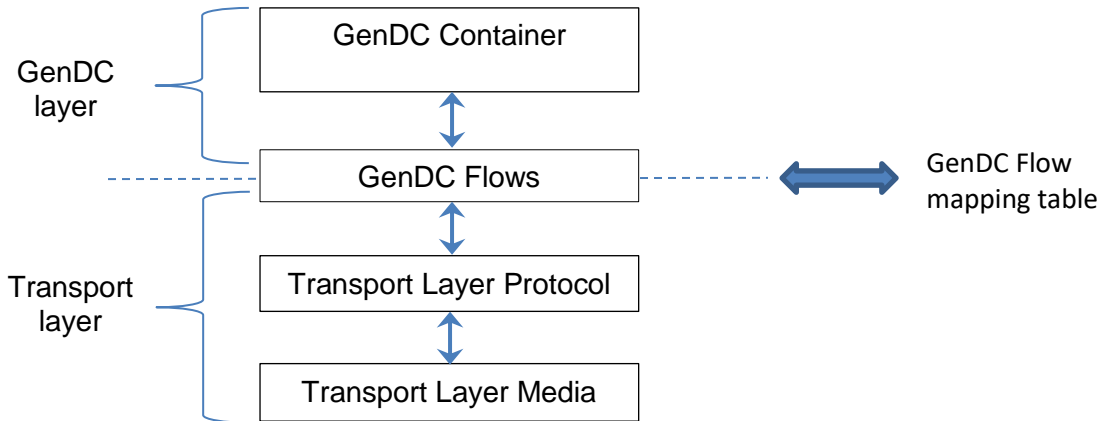 GenDC Container
GenDC
layer
GenDC Flows
GenDC Flow
mapping table
Transport Layer Protocol
Transport
layer
Transport Layer Media